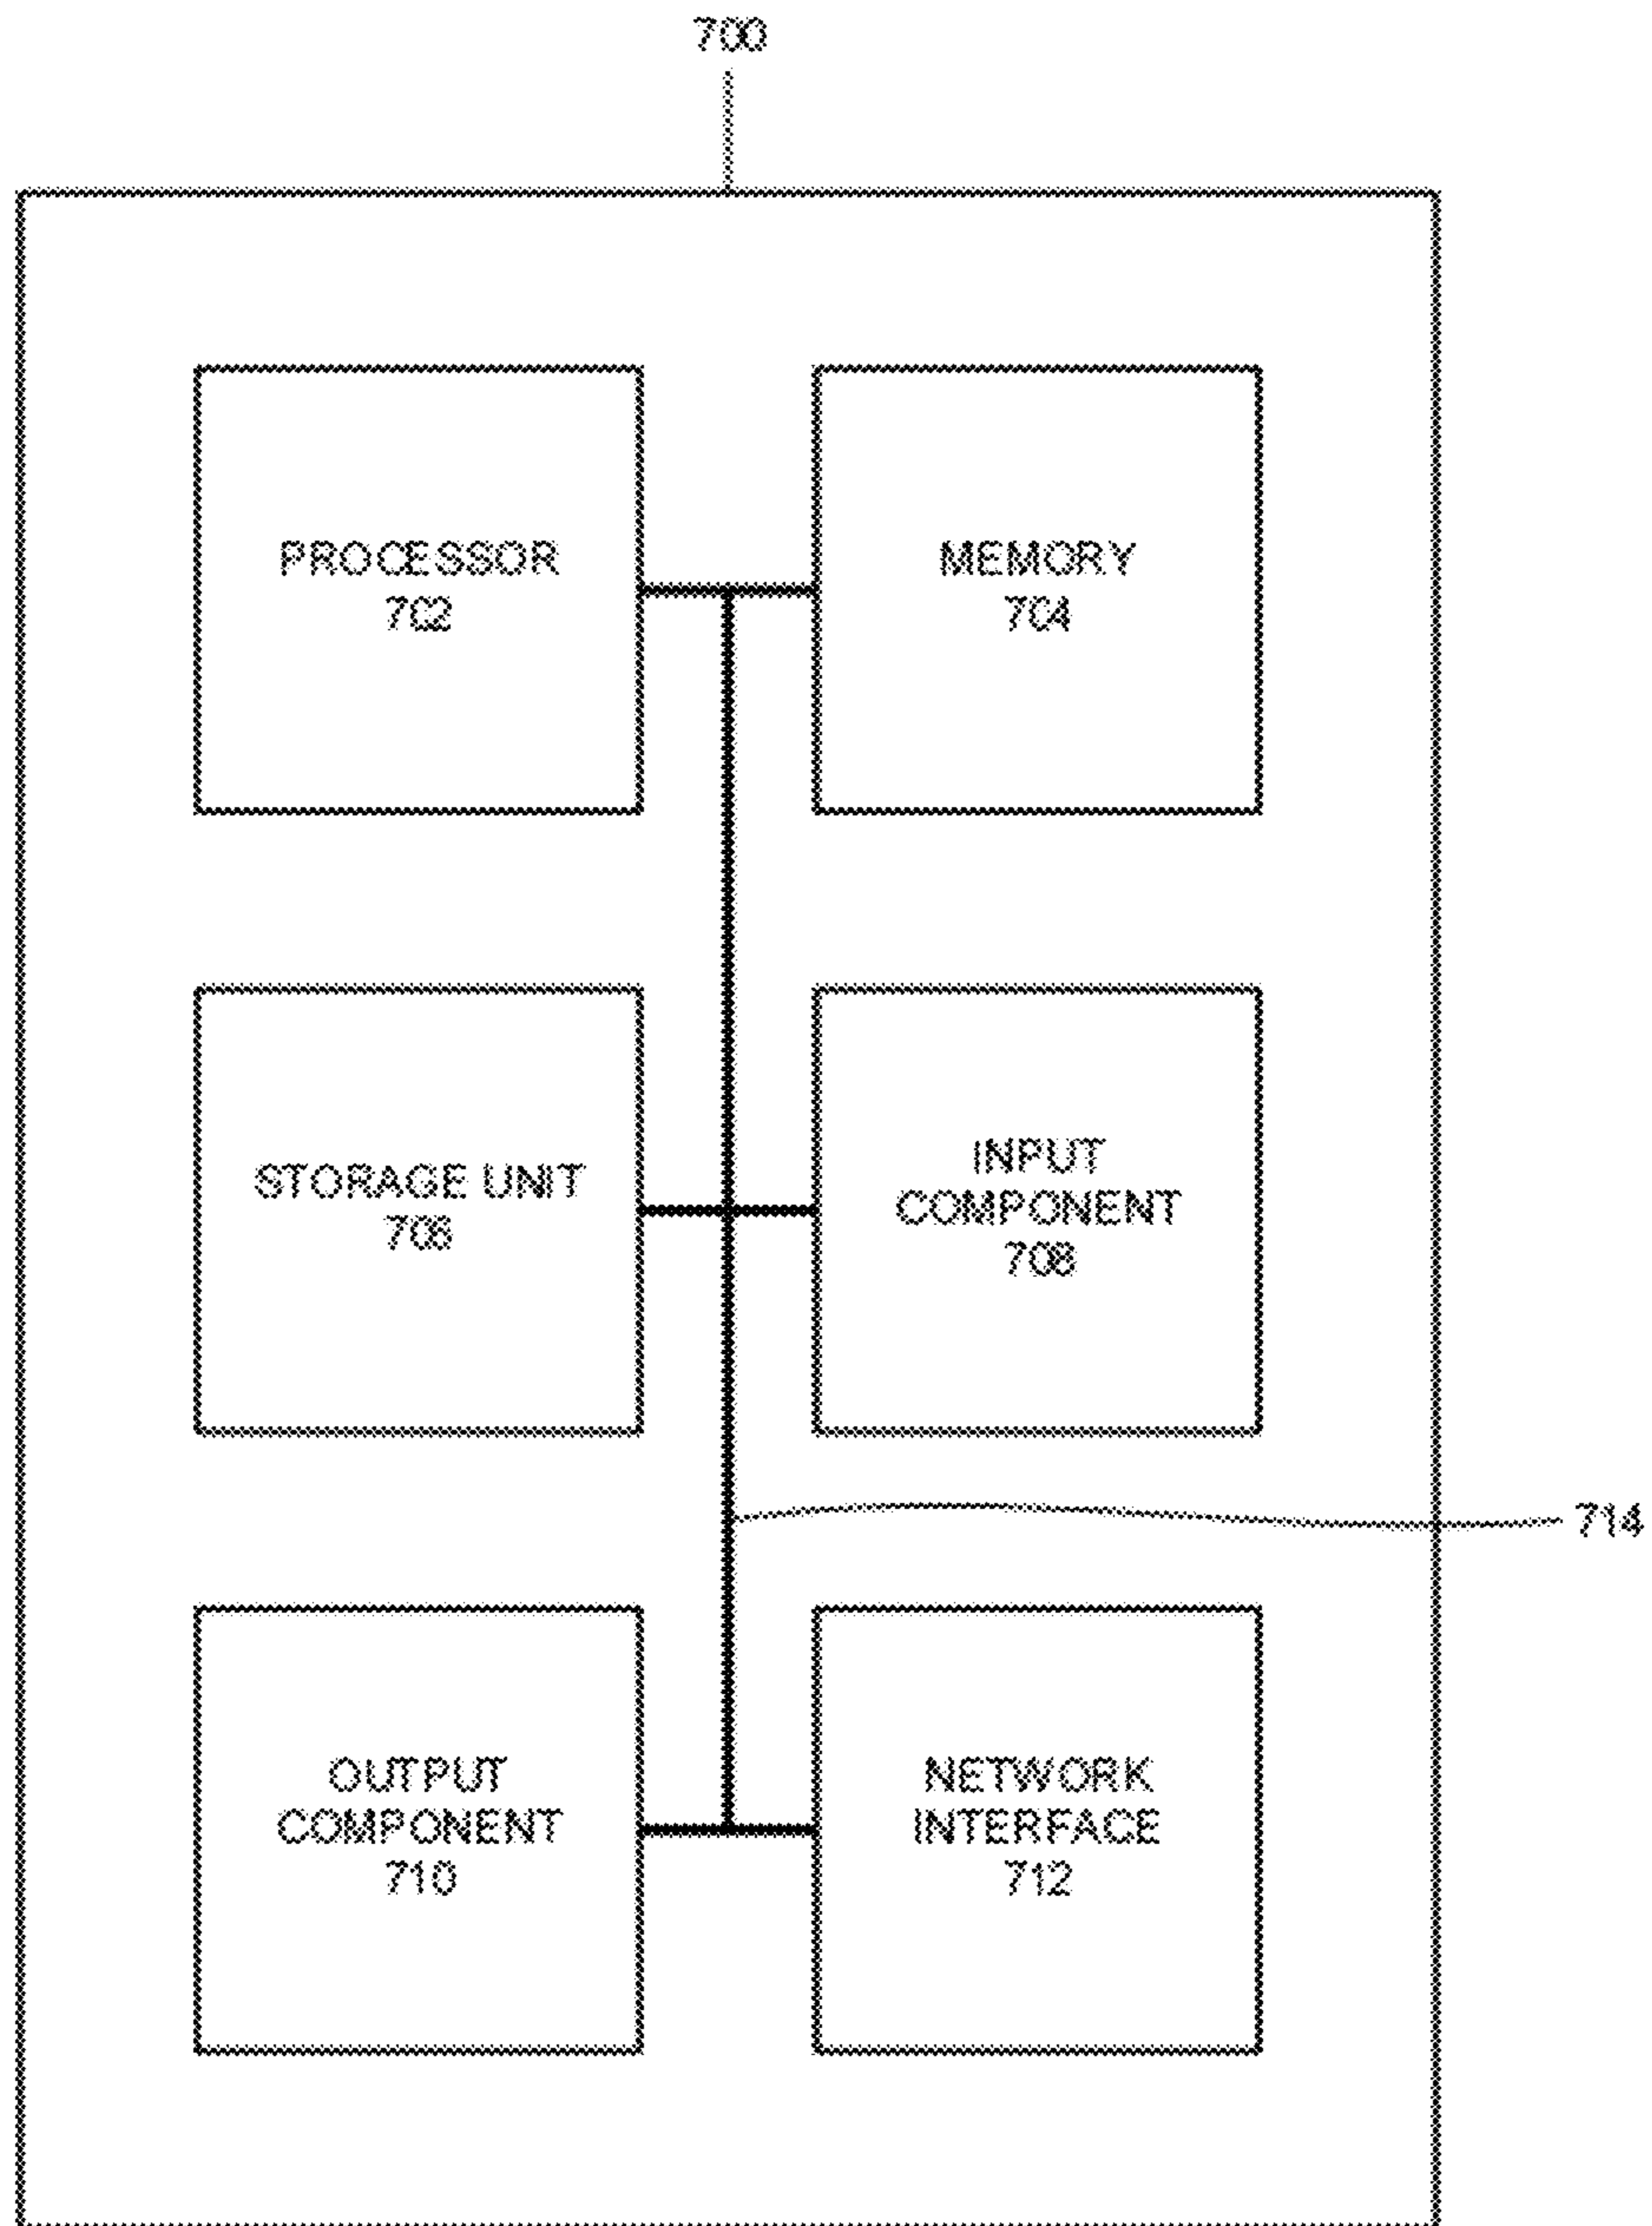 700
PROCESSOR
702
MEMORY
704
STORAGE UNIT
706
INPUT
COMPONENT
708
714
OUTPUT
COMPONENT
710
NETWORK
INTERFACE
712